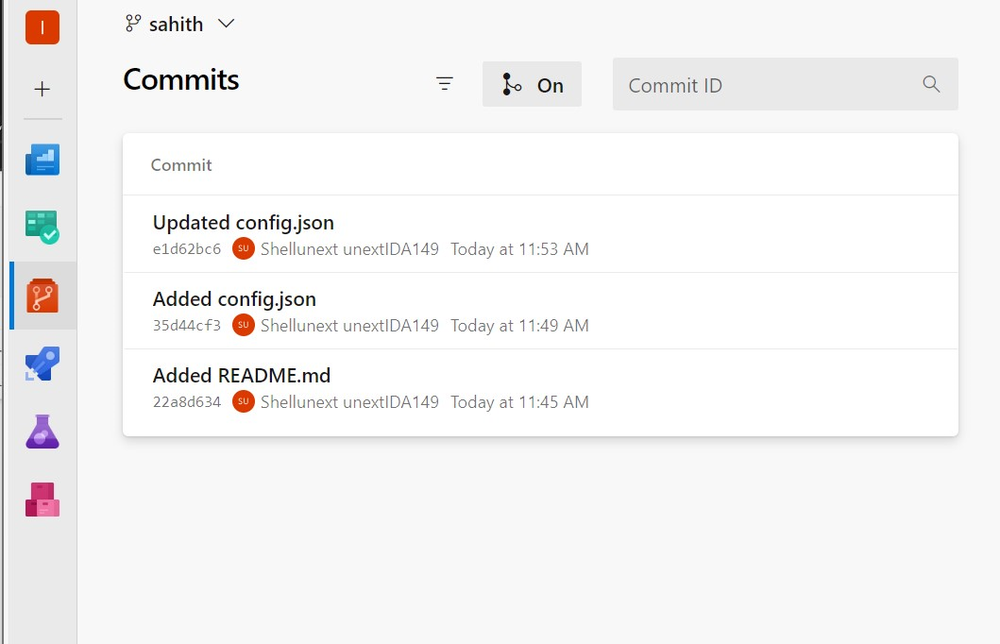 I
sahith
Commits
On
Commit ID
Commit
Updated config.json
e1d62bc6 SU Shellunext unextIDA149 Today at 11:53 AM
Added config.json
35d44cf3 SU Shellunext unextIDA149 Today at 11:49 AM
Added README.md
22a8d634 SU Shellunext unextIDA149 Today at 11:45 AM